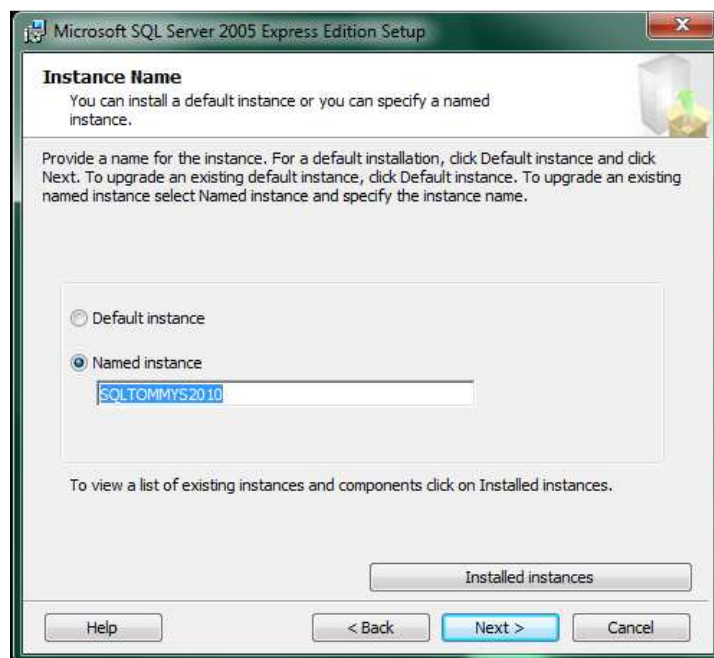 Microsoft SQL Server 2005 Express Edition Setup
Instance Name
You can install a default instance or you can specify a named
instance.
Provide a name for the instance. For a default installation, click Default instance and click
Next. To upgrade an existing default instance, click Default instance. To upgrade an existing
named instance select Named instance and specify the instance name.
Default instance
Named instance
SQLTOMMYS2010
To view a list of existing instances and components click on Installed instances.
Installed instances
Help
< Back
Next >
Cancel